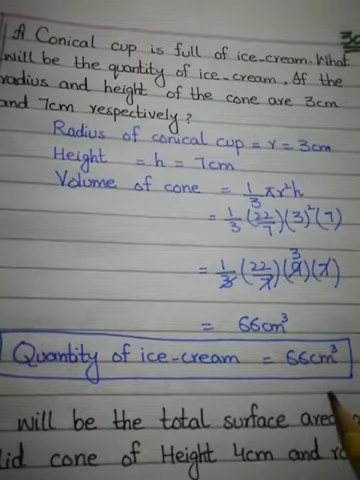 A Conical cup is full of ice-cream. What
will be the quantity of ice-cream, if the
radius and height of the cone are 3cm
and 7cm respectively?
Radius of conical cup = r = 3cm
Height = h = 7cm
Volume of cone = 1/3 πr²h
= 1/3 (22/7)(3)²(7)
= 1/3 (22/7)(9)(7) 3
= 66cm³
Quantity of ice-cream = 66cm³
will be the total surface area
lid cone of Height 4cm and